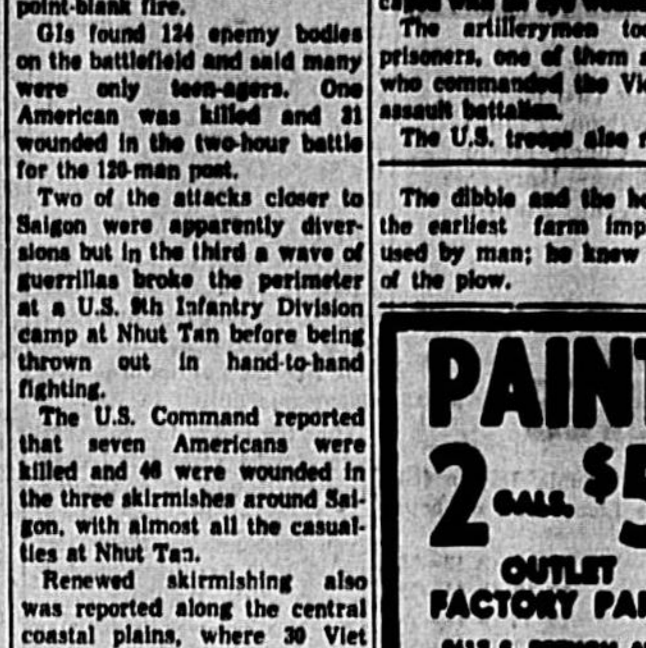 point-blank fire.
GIs found 124 enemy bodies
on the battlefield and said many
were only teen-agers. One
American was killed and 31
wounded in the two-hour battle
for the 120-man post.
Two of the attacks closer to
Saigon were apparently diver-
sions but in the third a wave of
guerrillas broke the perimeter
at a U.S. 9th Infantry Division
camp at Nhut Tan before being
thrown out in hand-to-hand
fighting.
The U.S. Command reported
that seven Americans were
killed and 46 were wounded in
the three skirmishes around Sai-
gon, with almost all the casual-
ties at Nhut Tan.
Renewed skirmishing also
was reported along the central
coastal plains, where 30 Viet
The artillerymen
prisoners, one of them
who commanded the
assault battalion.
The U.S. troops also
The dibble and the
the earliest farm
used by man; he knew
of the plow.
PAINT
2 GALS. $5
OUTLET
FACTORY